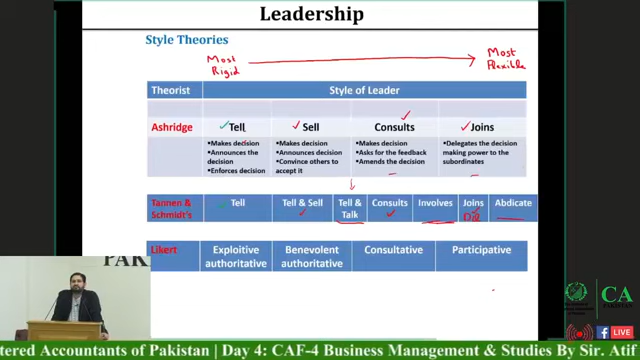 Leadership
Style Theories
Most Rigid
Most Flexible
Theorist
Style of Leader
Ashridge
Tell
Sell
Consults
Joins
▪Makes decision
▪Announces the decision
▪Enforces decision
▪Makes decision
▪Announces decision
▪Convince others to accept it
▪Makes decision
▪Asks for the feedback
▪Amends the decision
▪Delegates the decision making power to the subordinates
Tannen & Schmidt's
Tell
Tell & Sell
Tell & Talk
Consults
Involves
Joins
Abdicate
Likert
Exploitive authoritative
Benevolent authoritative
Consultative
Participative
CA
PAKISTAN
LIVE
tered Accountants of Pakistan | Day 4: CAF-4 Business Management & Studies By Sir. Atif